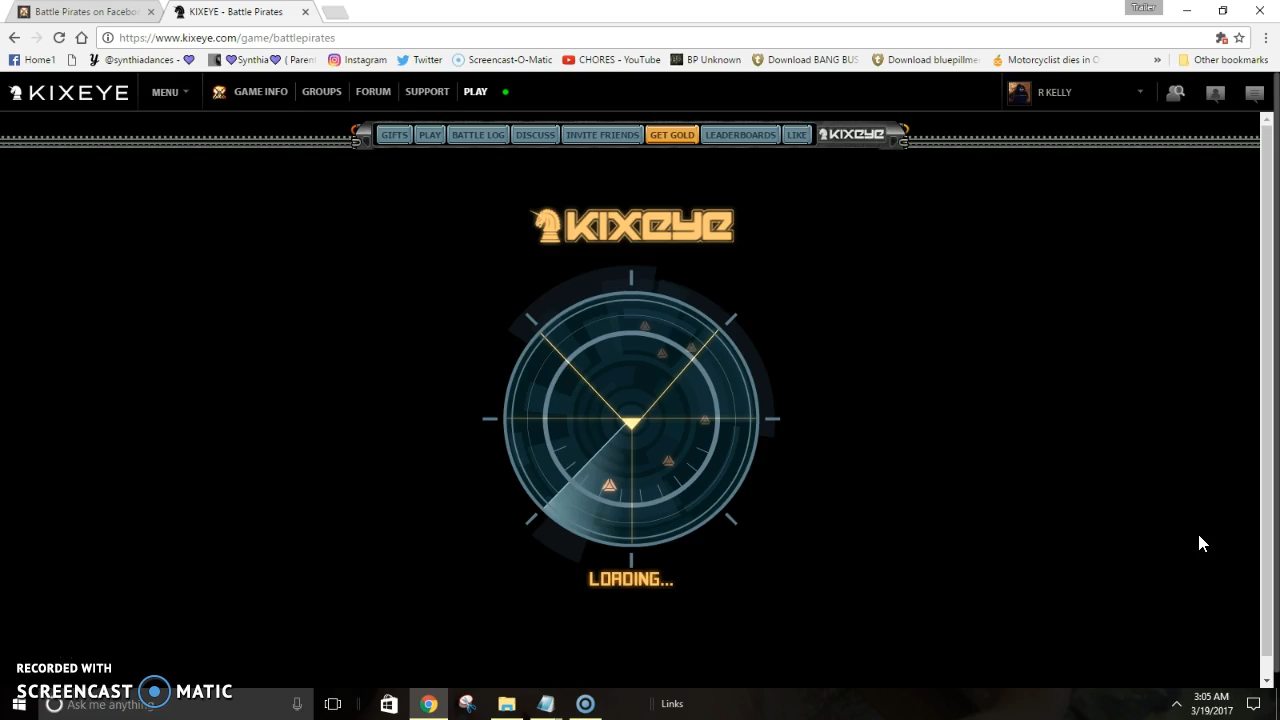 Battle Pirates on Facebo
KIXEYE - Battle Pirates
Trailer
https://www.kixeye.com/game/battlepirates
Home1
@synthiadances - 💜
💜Synthia💜 ( Parent
Instagram
Twitter
Screencast-O-Matic
CHORES - YouTube
BP Unknown
Download BANG BUS
Download bluepillme
Motorcyclist dies in O
»
Other bookmarks
KIXEYE
MENU
GAME INFO
GROUPS
FORUM
SUPPORT
PLAY
R KELLY
GIFTS
PLAY
BATTLE LOG
DISCUSS
INVITE FRIENDS
GET GOLD
LEADERBOARDS
LIKE
KIXEYE
KIXEYE
LOADING...
RECORDED WITH
SCREENCAST MATIC
Ask me anything
Links
3:05 AM
3/19/2017